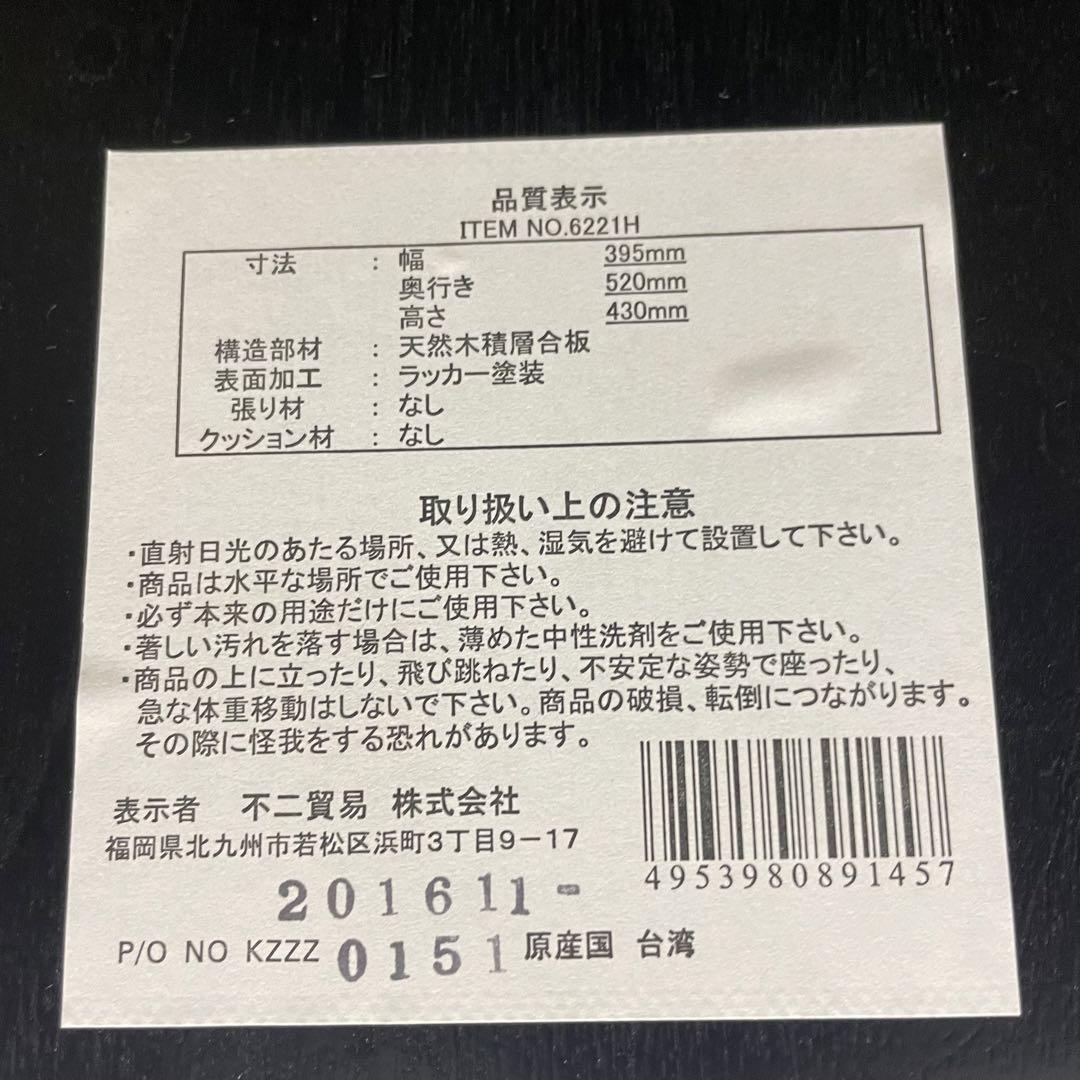 品質表示
ITEM NO.6221H
寸法 : 幅 395mm
奥行き 520mm
高さ 430mm
構造部材 : 天然木積層合板
表面加工 : ラッカー塗装
張り材 : なし
クッション材 : なし
取り扱い上の注意
・直射日光のあたる場所、又は熱、湿気を避けて設置して下さい。
・商品は水平な場所でご使用下さい。
・必ず本来の用途だけにご使用下さい。
・著しい汚れを落す場合は、薄めた中性洗剤をご使用下さい。
・商品の上に立ったり、飛び跳ねたり、不安定な姿勢で座ったり、
急な体重移動はしないで下さい。商品の破損、転倒につながります。
その際に怪我をする恐れがあります。
表示者 不二貿易 株式会社
福岡県北九州市若松区浜町3丁目9-17
201611-
P/O NO KZZZ 0151 原産国 台湾
4953980891457